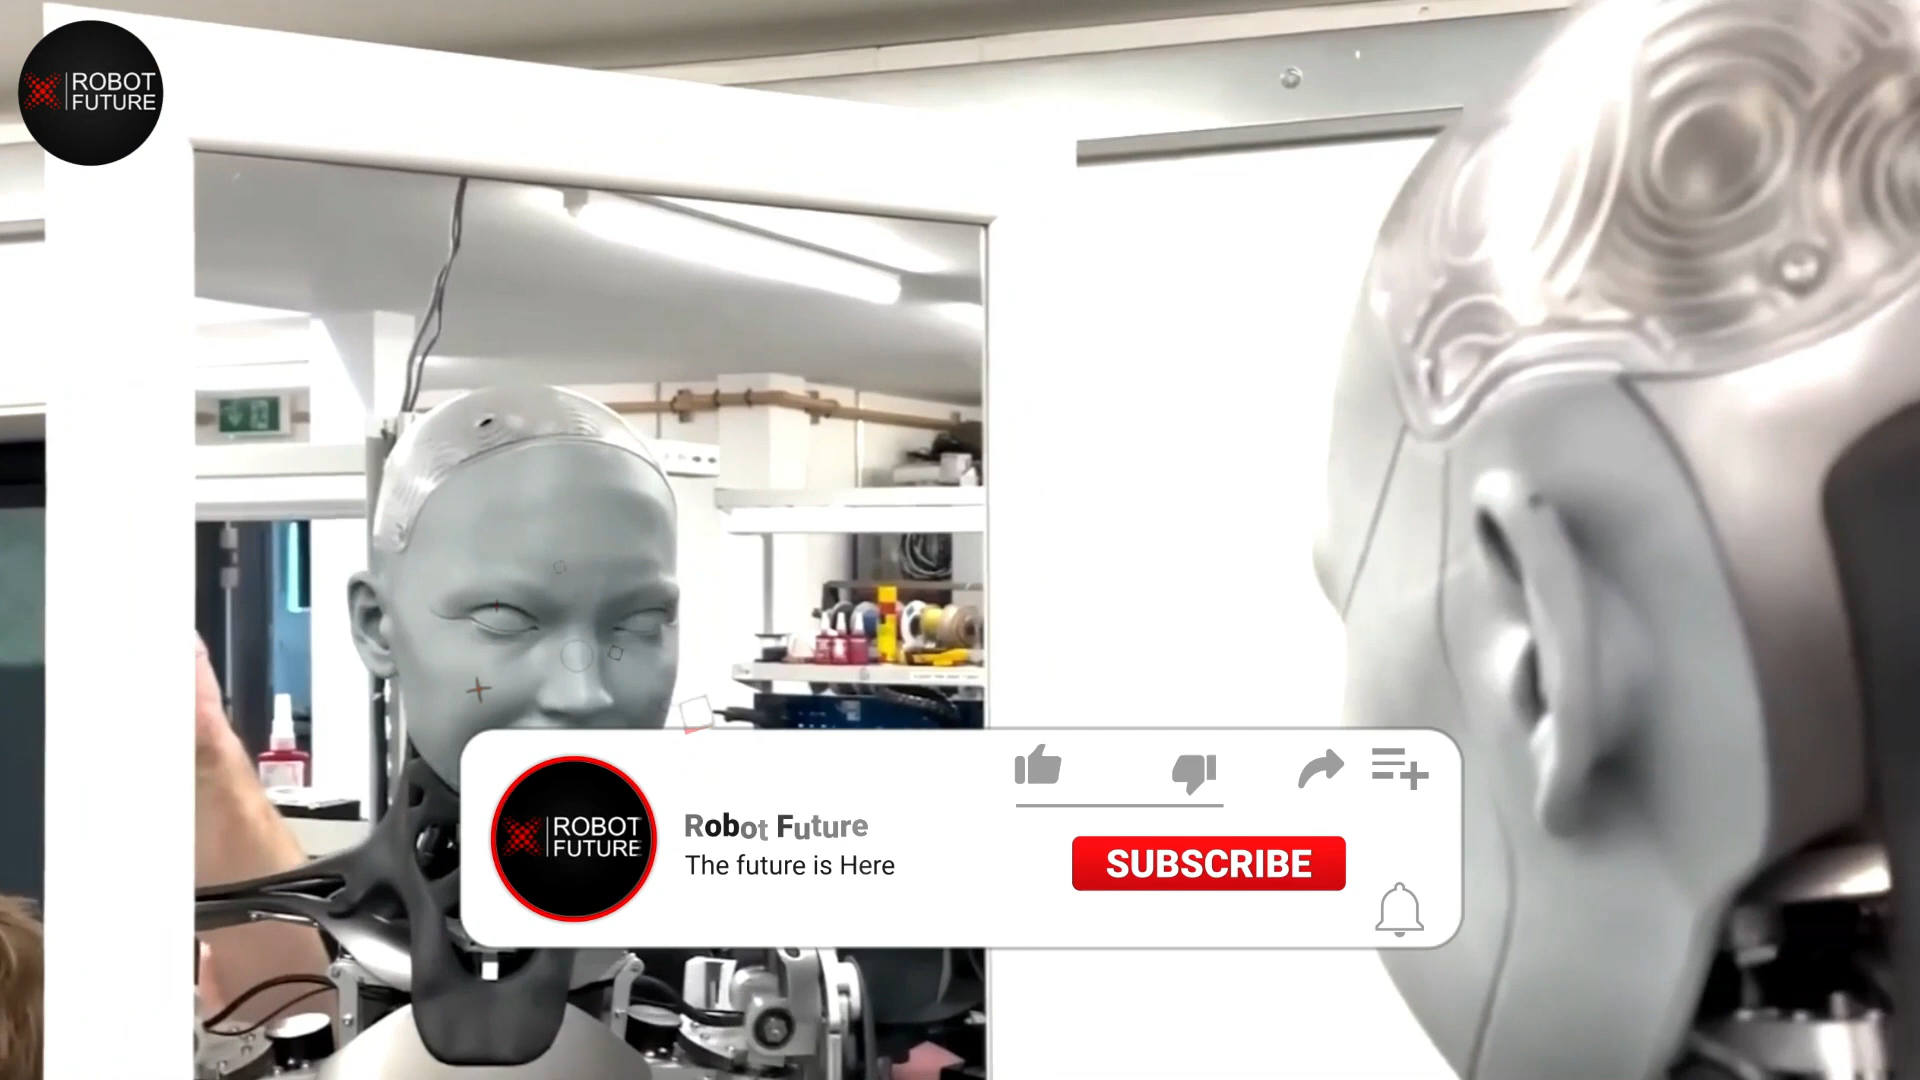 ROBOT
FUTURE
ROBOT
FUTURE
Robot Future
The future is Here
SUBSCRIBE